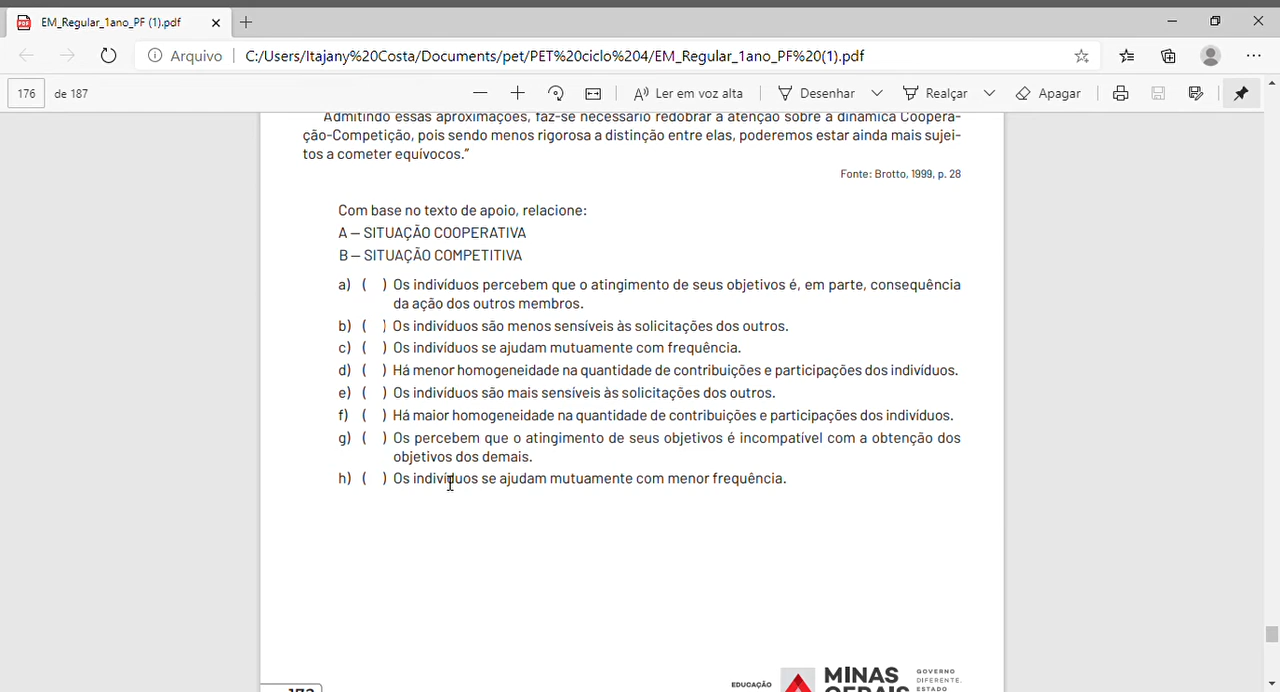 EM_Regular_1ano_PF (1).pdf
Arquivo C:/Users/Itajany%20Costa/Documents/pet/PET%20ciclo%204/EM_Regular_1ano_PF%20(1).pdf
176 de 187 Ler em voz alta Desenhar Realçar Apagar
Admitindo essas aproximações, faz-se necessário redobrar a atenção sobre a dinâmica Coopera-
ção-Competição, pois sendo menos rigorosa a distinção entre elas, poderemos estar ainda mais sujei-
tos a cometer equívocos.”
Fonte: Brotto, 1999, p. 28
Com base no texto de apoio, relacione:
A – SITUAÇÃO COOPERATIVA
B – SITUAÇÃO COMPETITIVA
a) ( ) Os indivíduos percebem que o atingimento de seus objetivos é, em parte, consequência
da ação dos outros membros.
b) ( ) Os indivíduos são menos sensíveis às solicitações dos outros.
c) ( ) Os indivíduos se ajudam mutuamente com frequência.
d) ( ) Há menor homogeneidade na quantidade de contribuições e participações dos indivíduos.
e) ( ) Os indivíduos são mais sensíveis às solicitações dos outros.
f) ( ) Há maior homogeneidade na quantidade de contribuições e participações dos indivíduos.
g) ( ) Os percebem que o atingimento de seus objetivos é incompatível com a obtenção dos
objetivos dos demais.
h) ( ) Os indivíduos se ajudam mutuamente com menor frequência.
EDUCAÇÃO
MINAS
GERAIS
GOVERNO
DIFERENTE.
ESTADO